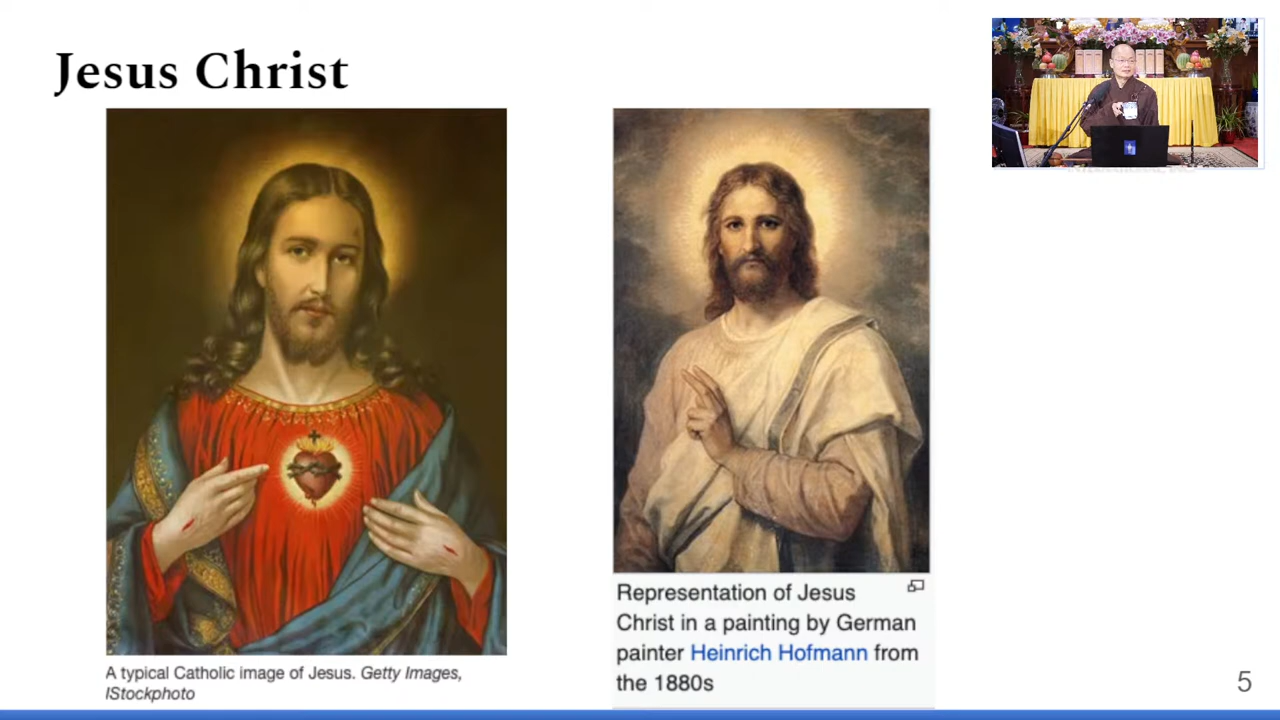 Jesus Christ
A typical Catholic image of Jesus. Getty Images,
IStockphoto
Representation of Jesus
Christ in a painting by German
painter Heinrich Hofmann from
the 1880s
5